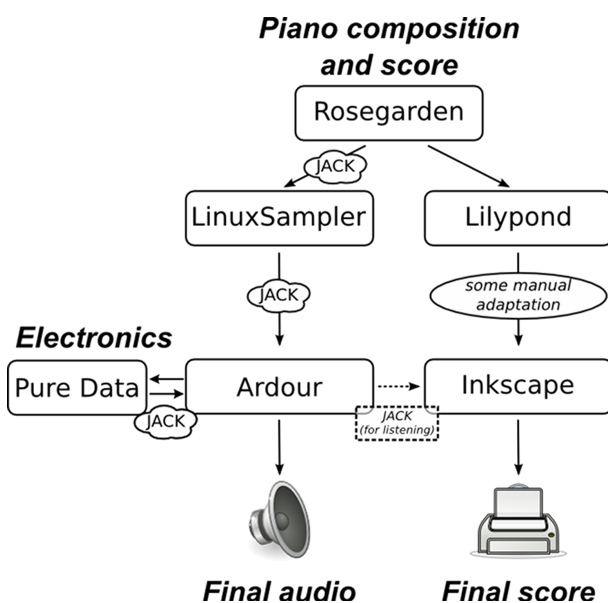 Piano composition
and score
Rosegarden
JACK
LinuxSampler
Lilypond
JACK
some manual
adaptation
Electronics
Pure Data
Ardour
Inkscape
JACK
JACK
(for listening)
Final audio
Final score